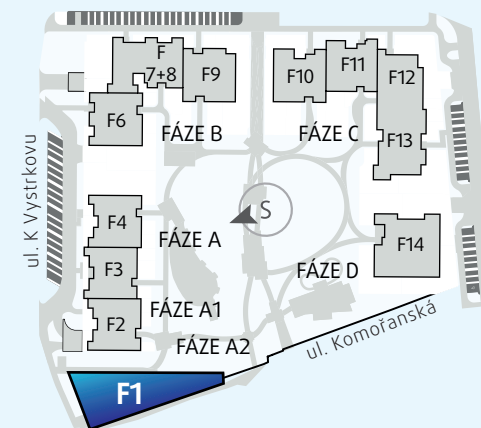 F
7+8
F9
F10
F11
F12
F6
FÁZE B
FÁZE C
F13
ul. K Vystrkovu
F4
S
FÁZE A
F14
F3
FÁZE D
FÁZE A1
F2
FÁZE A2
ul. Komořanská
F1